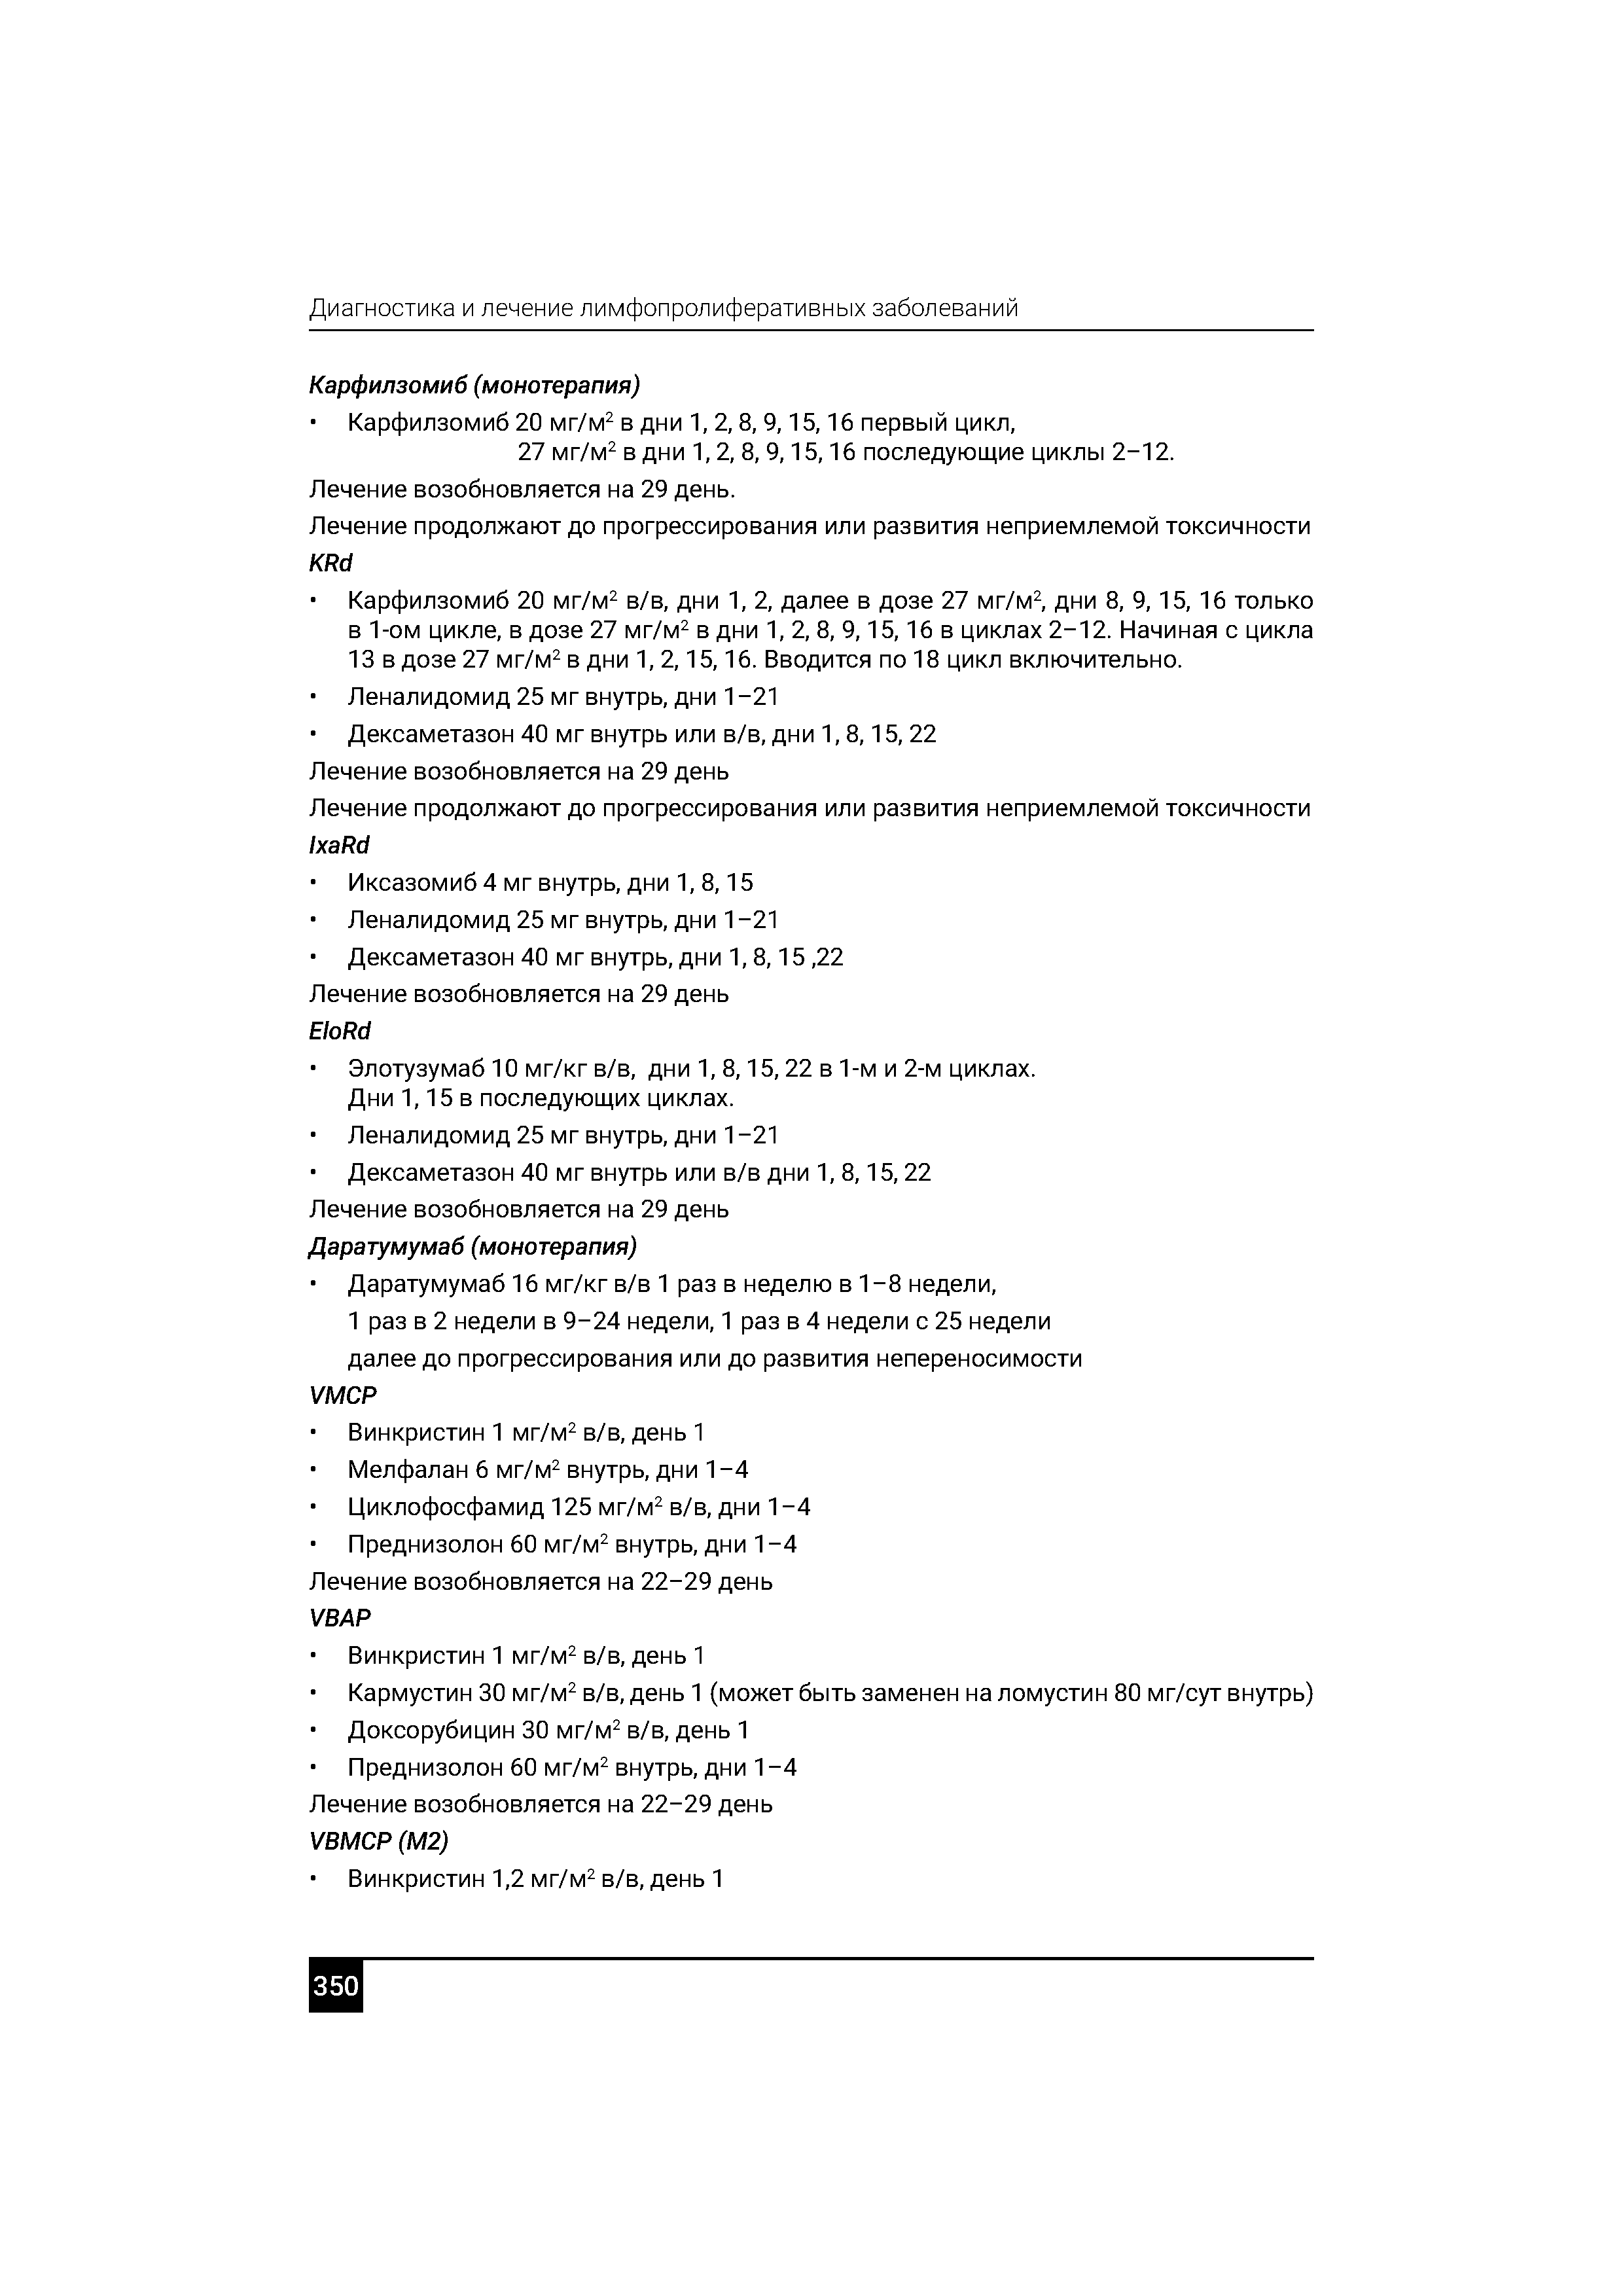 Диагностика и лечение лимфопролиферативных заболеваний
Карфилзомиб (монотерапия)
• Карфилзомиб 20 мг/м² в дни 1, 2, 8, 9, 15, 16 первый цикл,
27 мг/м² в дни 1, 2, 8, 9, 15, 16 последующие циклы 2–12.
Лечение возобновляется на 29 день.
Лечение продолжают до прогрессирования или развития неприемлемой токсичности
KRd
• Карфилзомиб 20 мг/м² в/в, дни 1, 2, далее в дозе 27 мг/м², дни 8, 9, 15, 16 только
в 1-ом цикле, в дозе 27 мг/м² в дни 1, 2, 8, 9, 15, 16 в циклах 2–12. Начиная с цикла
13 в дозе 27 мг/м² в дни 1, 2, 15, 16. Вводится по 18 цикл включительно.
• Леналидомид 25 мг внутрь, дни 1–21
• Дексаметазон 40 мг внутрь или в/в, дни 1, 8, 15, 22
Лечение возобновляется на 29 день
Лечение продолжают до прогрессирования или развития неприемлемой токсичности
IxaRd
• Иксазомиб 4 мг внутрь, дни 1, 8, 15
• Леналидомид 25 мг внутрь, дни 1–21
• Дексаметазон 40 мг внутрь, дни 1, 8, 15 ,22
Лечение возобновляется на 29 день
EloRd
• Элотузумаб 10 мг/кг в/в, дни 1, 8, 15, 22 в 1-м и 2-м циклах.
Дни 1, 15 в последующих циклах.
• Леналидомид 25 мг внутрь, дни 1–21
• Дексаметазон 40 мг внутрь или в/в дни 1, 8, 15, 22
Лечение возобновляется на 29 день
Даратумумаб (монотерапия)
• Даратумумаб 16 мг/кг в/в 1 раз в неделю в 1–8 недели,
1 раз в 2 недели в 9–24 недели, 1 раз в 4 недели с 25 недели
далее до прогрессирования или до развития непереносимости
VMCP
• Винкристин 1 мг/м² в/в, день 1
• Мелфалан 6 мг/м² внутрь, дни 1–4
• Циклофосфамид 125 мг/м² в/в, дни 1–4
• Преднизолон 60 мг/м² внутрь, дни 1–4
Лечение возобновляется на 22–29 день
VBAP
• Винкристин 1 мг/м² в/в, день 1
• Кармустин 30 мг/м² в/в, день 1 (может быть заменен на ломустин 80 мг/сут внутрь)
• Доксорубицин 30 мг/м² в/в, день 1
• Преднизолон 60 мг/м² внутрь, дни 1–4
Лечение возобновляется на 22–29 день
VBMCP (M2)
• Винкристин 1,2 мг/м² в/в, день 1
350